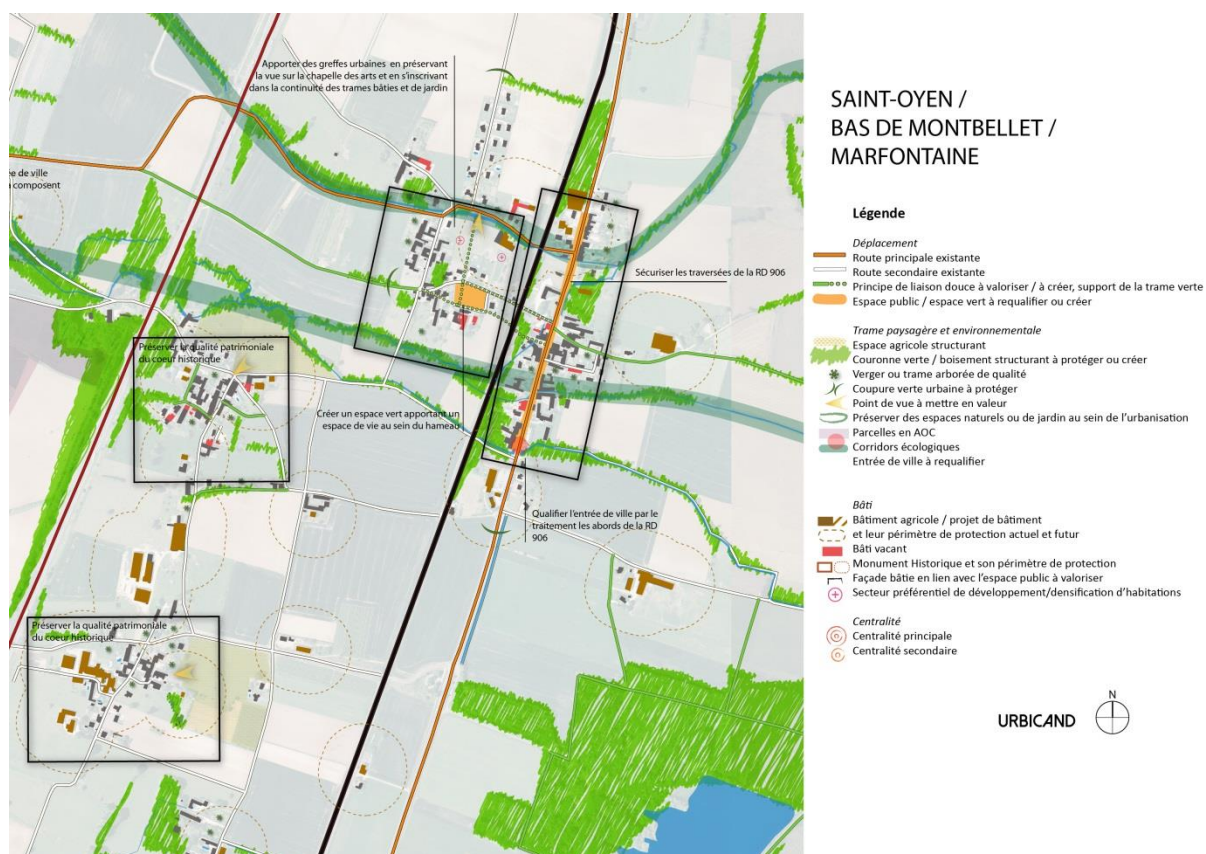 Apporter des greffes urbaines en préservant
la vue sur la chapelle des arts et en s'inscrivant
dans la continuité des trames bâties et de jardin
ée de ville
composent
Sécuriser les traversées de la RD 906
Préserver la qualité patrimoniale
du coeur historique
Créer un espace vert apportant un
espace de vie au sein du hameau
Qualifier l'entrée de ville par le
traitement les abords de la RD
906
Préserver la qualité patrimoniale
du coeur historique
SAINT-OYEN /
BAS DE MONTBELLET /
MARFONTAINE
Légende
Déplacement
Route principale existante
Route secondaire existante
Principe de liaison douce à valoriser / à créer, support de la trame verte
Espace public / espace vert à requalifier ou créer
Trame paysagère et environnementale
Espace agricole structurant
Couronne verte / boisement structurant à protéger ou créer
Verger ou trame arborée de qualité
Coupure verte urbaine à protéger
Point de vue à mettre en valeur
Préserver des espaces naturels ou de jardin au sein de l'urbanisation
Parcelles en AOC
Corridors écologiques
Entrée de ville à requalifier
Bâti
Bâtiment agricole / projet de bâtiment
et leur périmètre de protection actuel et futur
Bâti vacant
Monument Historique et son périmètre de protection
Façade bâtie en lien avec l'espace public à valoriser
Secteur préférentiel de développement/densification d'habitations
Centralité
Centralité principale
Centralité secondaire
URBICAND
N